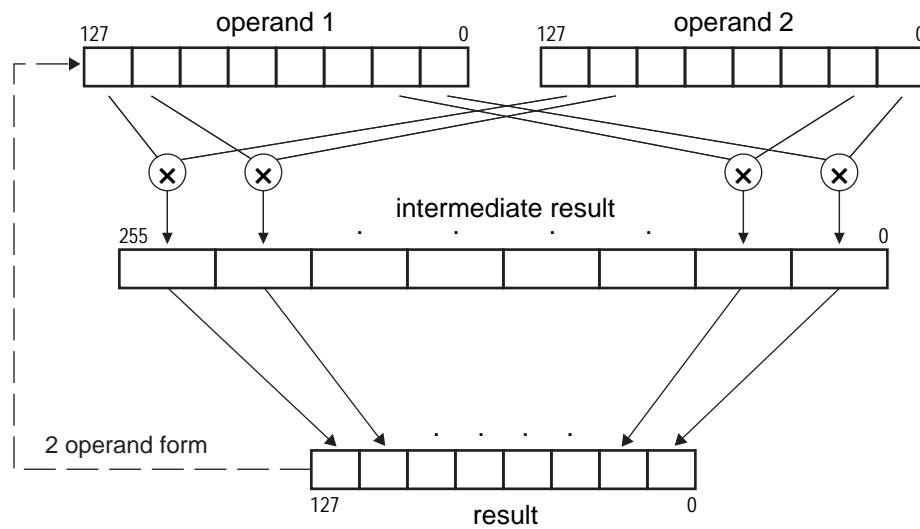 operand 1
operand 2
127
0
127
0
intermediate result
255
0
2 operand form
127
0
result